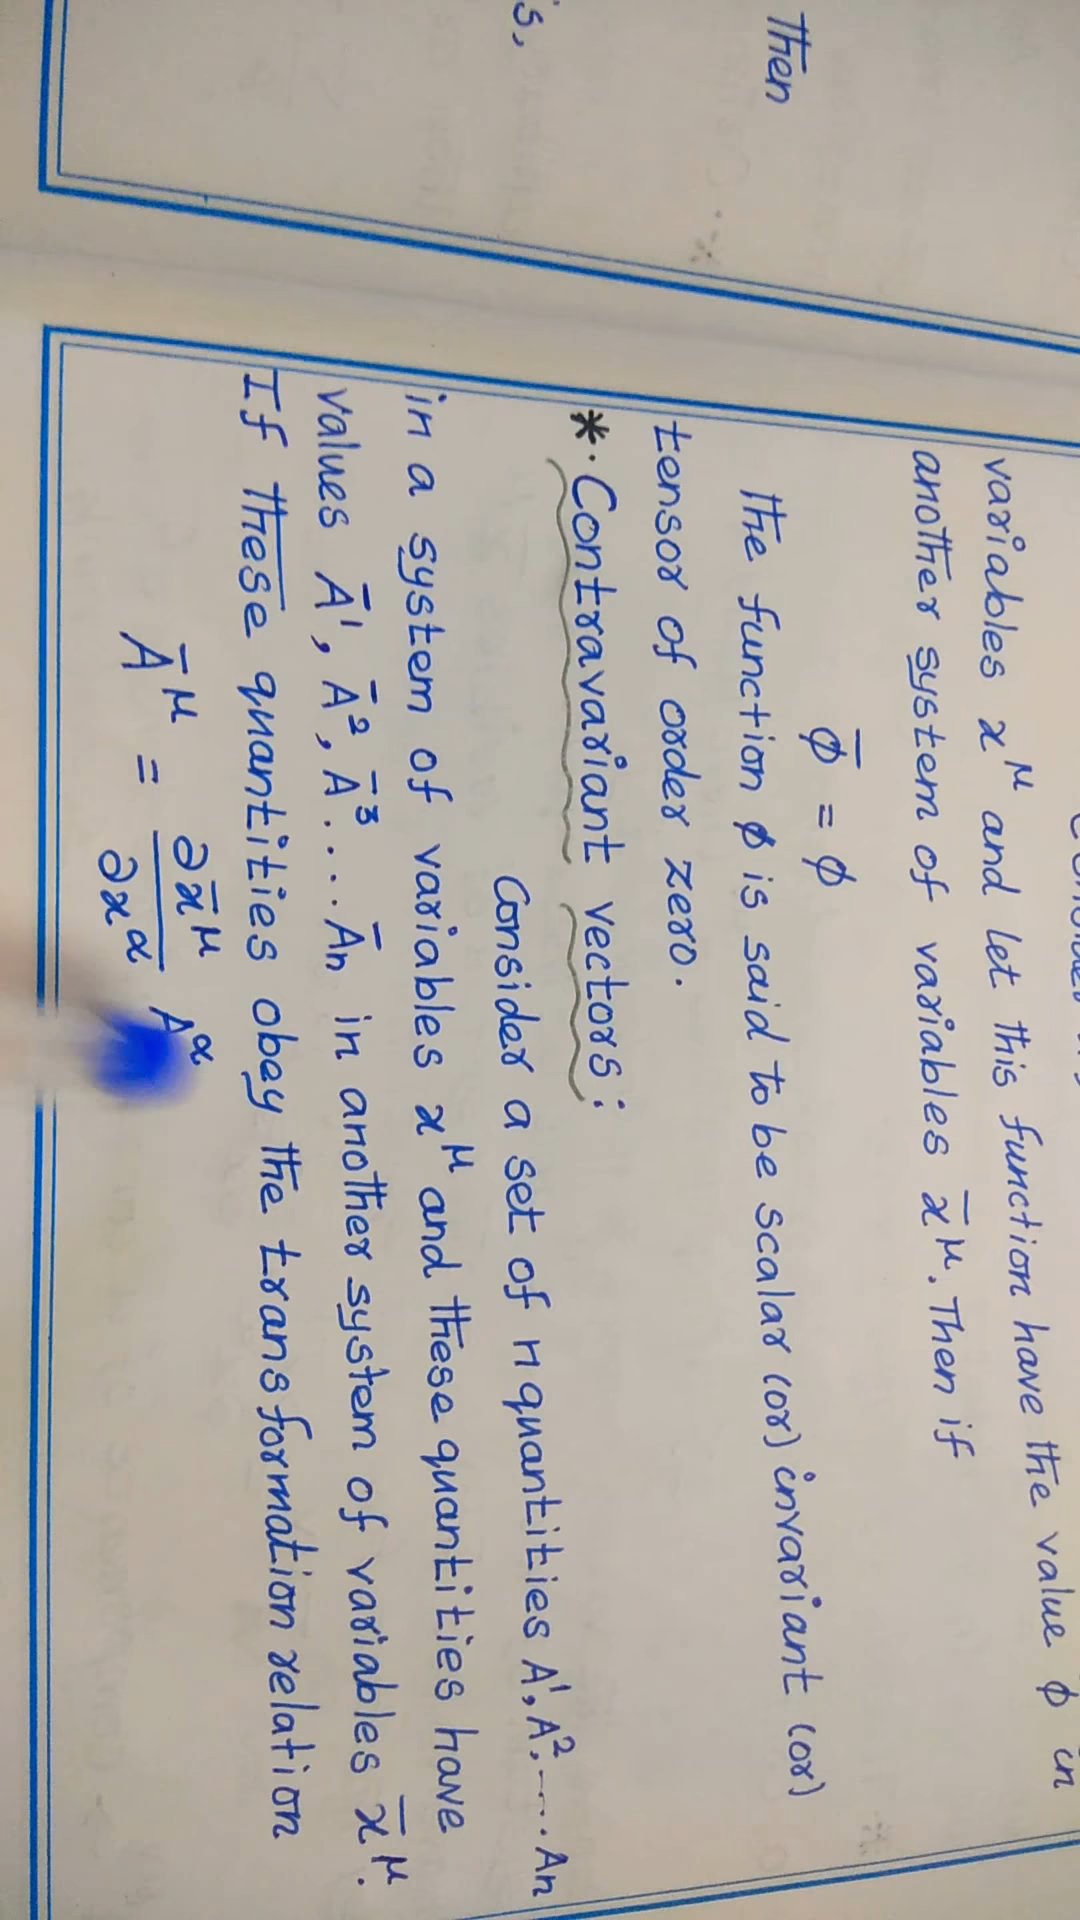 Then
s,
variables x^μ and let this function have the value ϕ in
another system of variables x̄^μ. Then if
ϕ̄ = ϕ
the function ϕ is said to be scalar (or) invariant (or)
tensor of order zero.
*. Contravariant vectors:
Consider a set of n quantities A¹, A², .... An
in a system of variables x^μ and these quantities have
values Ā¹, Ā², Ā³ ... Ān in another system of variables x̄^μ.
If these quantities obey the transformation relation
Ā^μ = ∂x̄^μ/∂x^α A^α